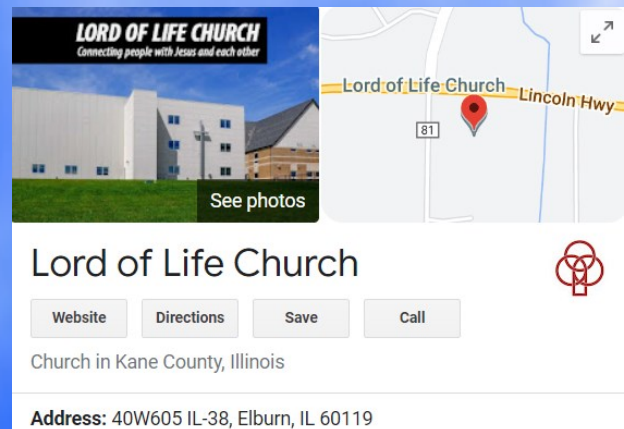 LORD OF LIFE CHURCH
Connecting people with Jesus and each other
See photos
Lord of Life Church
Lincoln Hwy
81
Lord of Life Church
Website Directions Save Call
Church in Kane County, Illinois
Address: 40W605 IL-38, Elburn, IL 60119